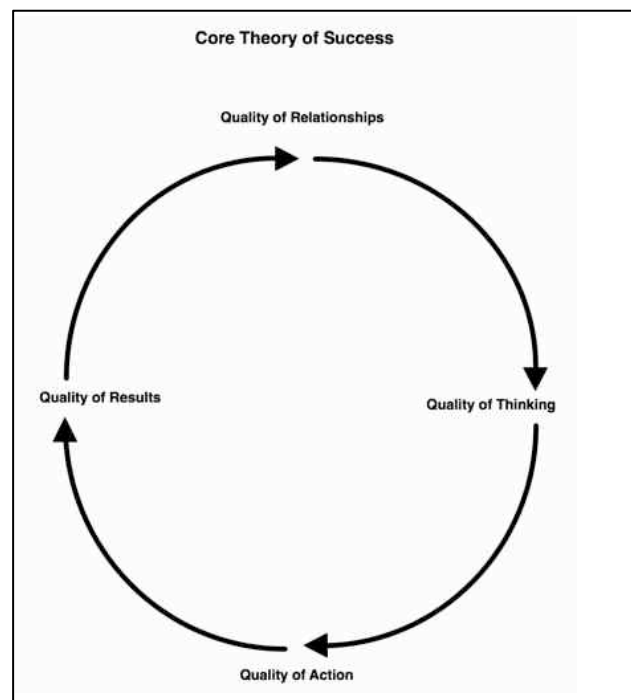 Core Theory of Success
Quality of Relationships
Quality of Results
Quality of Thinking
Quality of Action